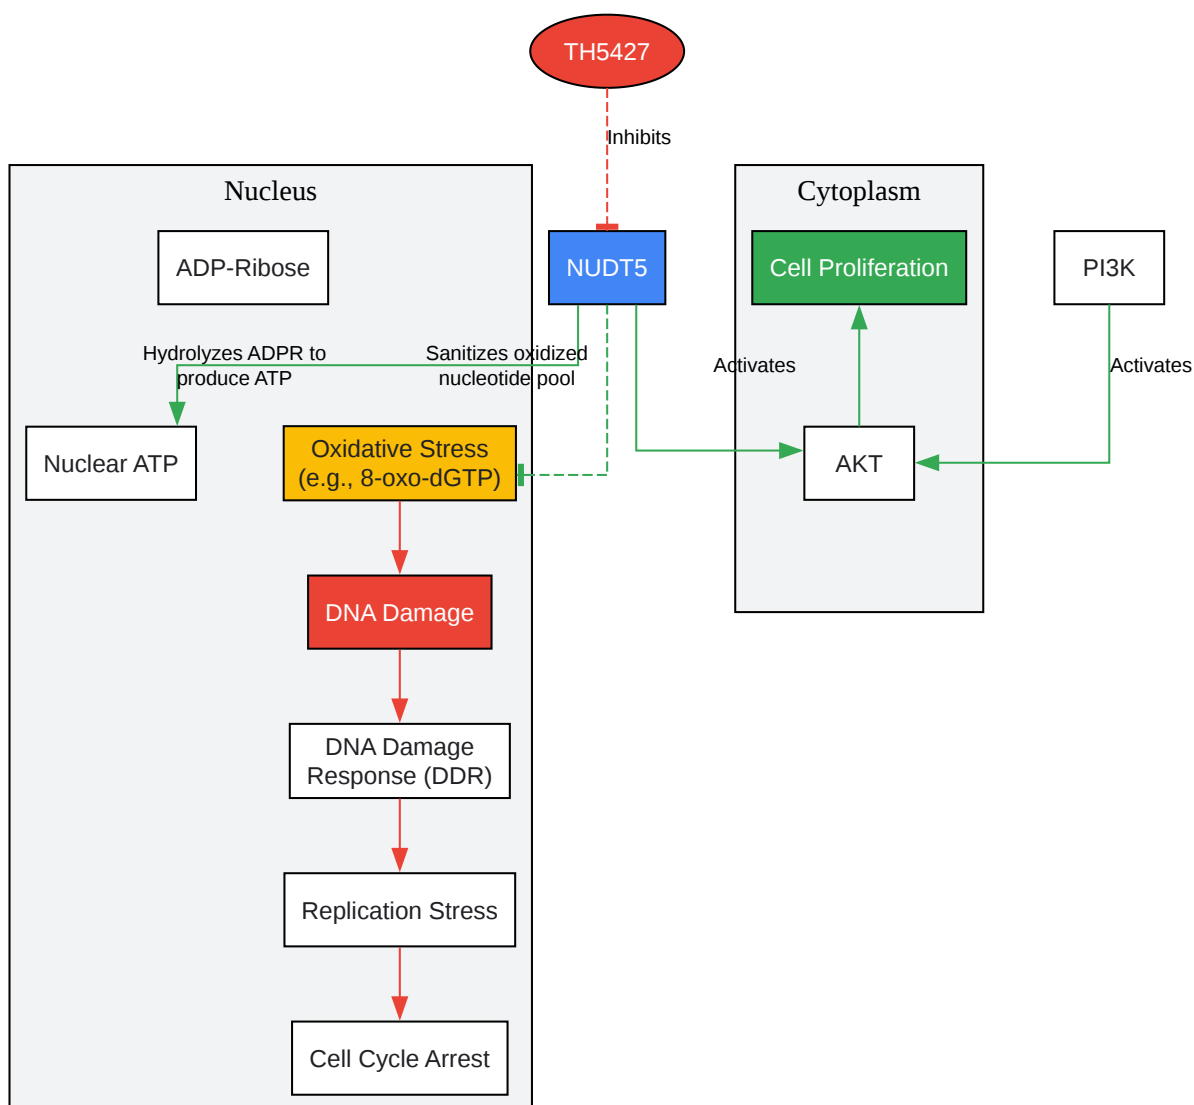 TH5427
Inhibits
Nucleus
Cytoplasm
ADP-Ribose
NUDT5
Cell Proliferation
PI3K
Hydrolyzes ADPR to
produce ATP
Sanitizes oxidized
nucleotide pool
Activates
Activates
Nuclear ATP
Oxidative Stress
(e.g., 8-oxo-dGTP)
AKT
DNA Damage
DNA Damage
Response (DDR)
Replication Stress
Cell Cycle Arrest